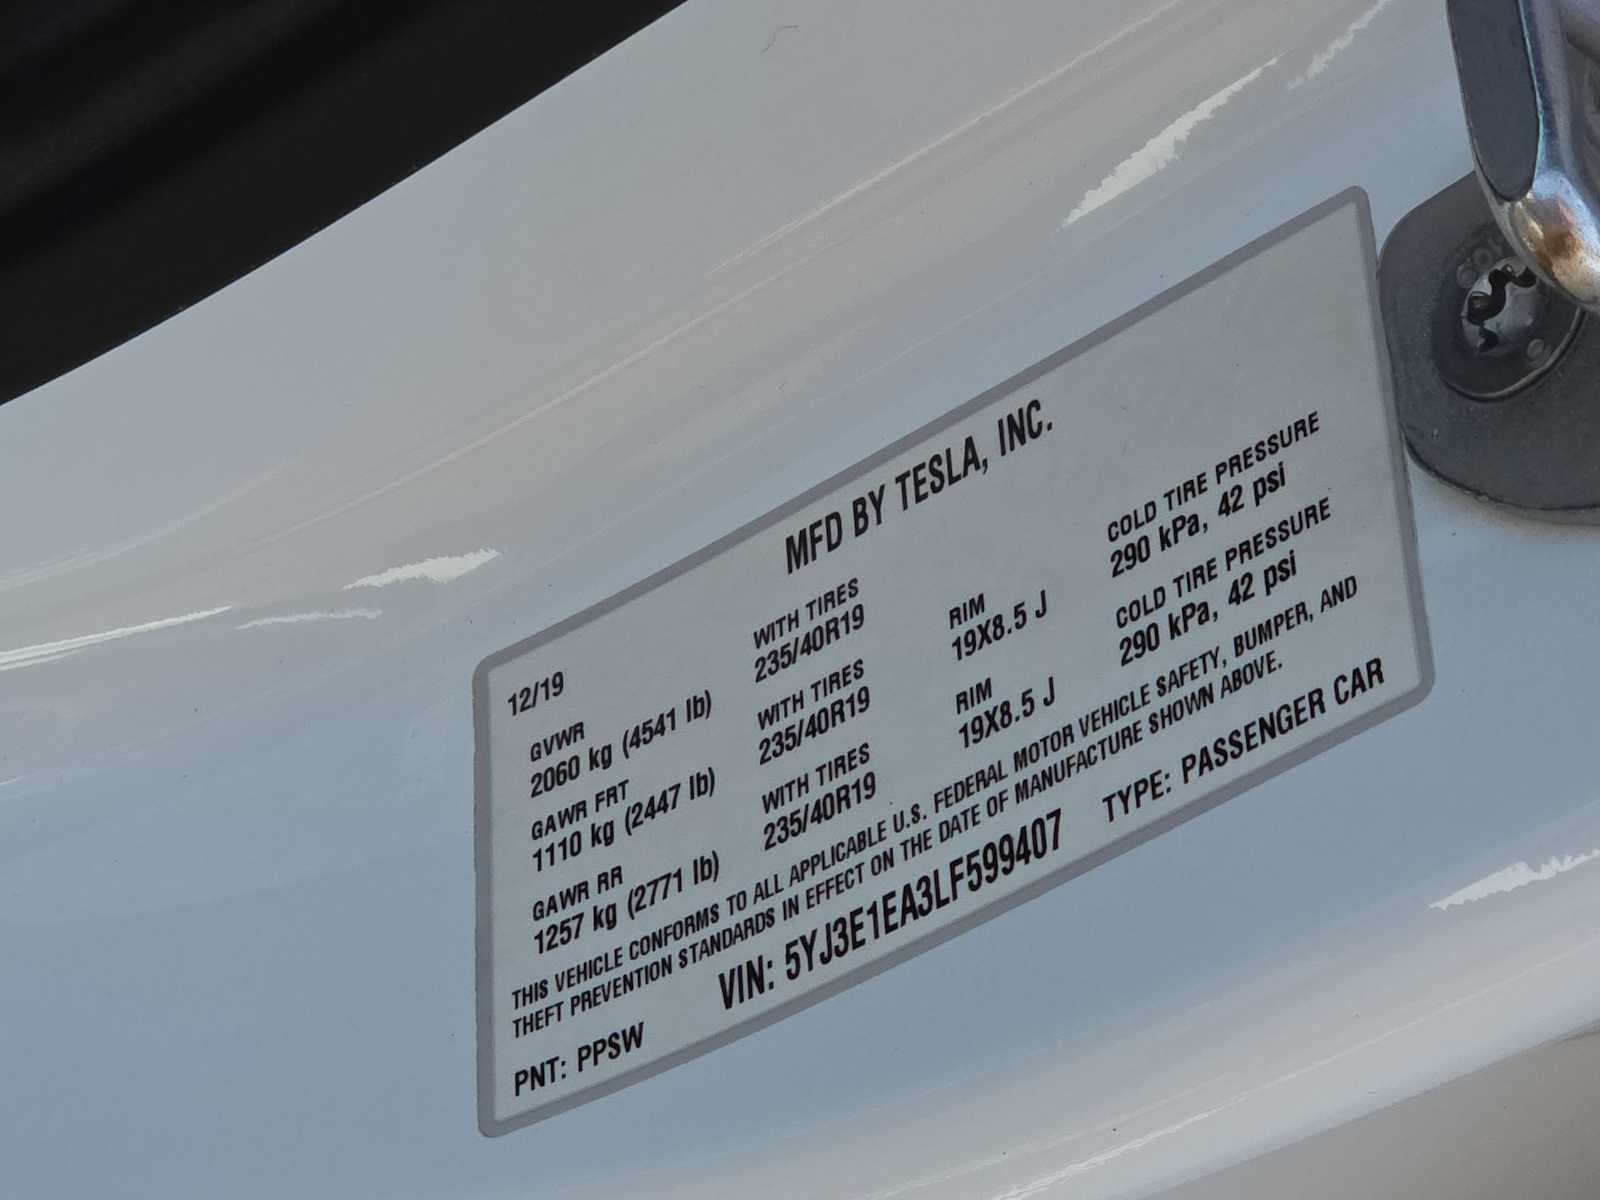 MFD BY TESLA, INC.
12/19
GVWR WITH TIRES RIM COLD TIRE PRESSURE
2060 kg (4541 lb) 235/40R19 19X8.5 J 290 kPa, 42 psi
GAWR FRT WITH TIRES RIM COLD TIRE PRESSURE
1110 kg (2447 lb) 235/40R19 19X8.5 J 290 kPa, 42 psi
GAWR RR WITH TIRES
1257 kg (2771 lb) 235/40R19
THIS VEHICLE CONFORMS TO ALL APPLICABLE U.S. FEDERAL MOTOR VEHICLE SAFETY, BUMPER, AND
THEFT PREVENTION STANDARDS IN EFFECT ON THE DATE OF MANUFACTURE SHOWN ABOVE.
PNT: PPSW VIN: 5YJ3E1EA3LF599407 TYPE: PASSENGER CAR